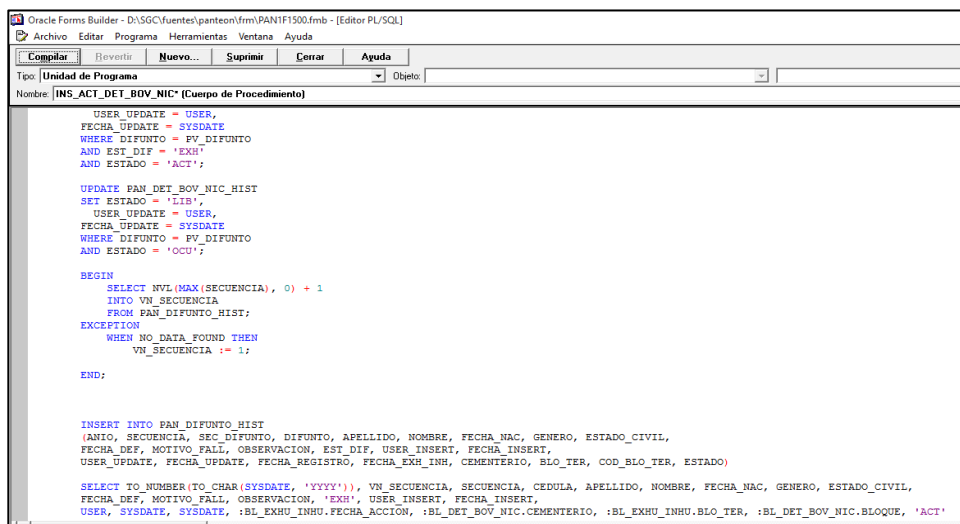 Oracle Forms Builder - D:\SGC\fuentes\panteon\frm\PAN1F1500.fmb - [Editor PL/SQL]
Archivo Editar Programa Herramientas Ventana Ayuda
Compilar Revertir Nuevo... Suprimir Cerrar Ayuda
Tipo: Unidad de Programa Objeto:
Nombre: INS_ACT_DET_BOV_NIC* (Cuerpo de Procedimiento)
USER_UPDATE = USER,
FECHA_UPDATE = SYSDATE
WHERE DIFUNTO = PV_DIFUNTO
AND EST_DIF = 'EXH'
AND ESTADO = 'ACT';
UPDATE PAN_DET_BOV_NIC_HIST
SET ESTADO = 'LIB',
USER_UPDATE = USER,
FECHA_UPDATE = SYSDATE
WHERE DIFUNTO = PV_DIFUNTO
AND ESTADO = 'OCU';
BEGIN
SELECT NVL(MAX(SECUENCIA), 0) + 1
INTO VN_SECUENCIA
FROM PAN_DIFUNTO_HIST;
EXCEPTION
WHEN NO_DATA_FOUND THEN
VN_SECUENCIA := 1;
END;
INSERT INTO PAN_DIFUNTO_HIST
(ANIO, SECUENCIA, SEC_DIFUNTO, DIFUNTO, APELLIDO, NOMBRE, FECHA_NAC, GENERO, ESTADO_CIVIL,
FECHA_DEF, MOTIVO_FALL, OBSERVACION, EST_DIF, USER_INSERT, FECHA_INSERT,
USER_UPDATE, FECHA_UPDATE, FECHA_REGISTRO, FECHA_EXH_INH, CEMENTERIO, BLO_TER, COD_BLO_TER, ESTADO)
SELECT TO_NUMBER(TO_CHAR(SYSDATE, 'YYYY')), VN_SECUENCIA, SECUENCIA, CEDULA, APELLIDO, NOMBRE, FECHA_NAC, GENERO, ESTADO_CIVIL,
FECHA_DEF, MOTIVO_FALL, OBSERVACION, 'EXH', USER_INSERT, FECHA_INSERT,
USER, SYSDATE, SYSDATE, :BL_EXHU_INHU.FECHA_ACCION, :BL_DET_BOV_NIC.CEMENTERIO, :BL_EXHU_INHU.BLO_TER, :BL_DET_BOV_NIC.BLOQUE, 'ACT'